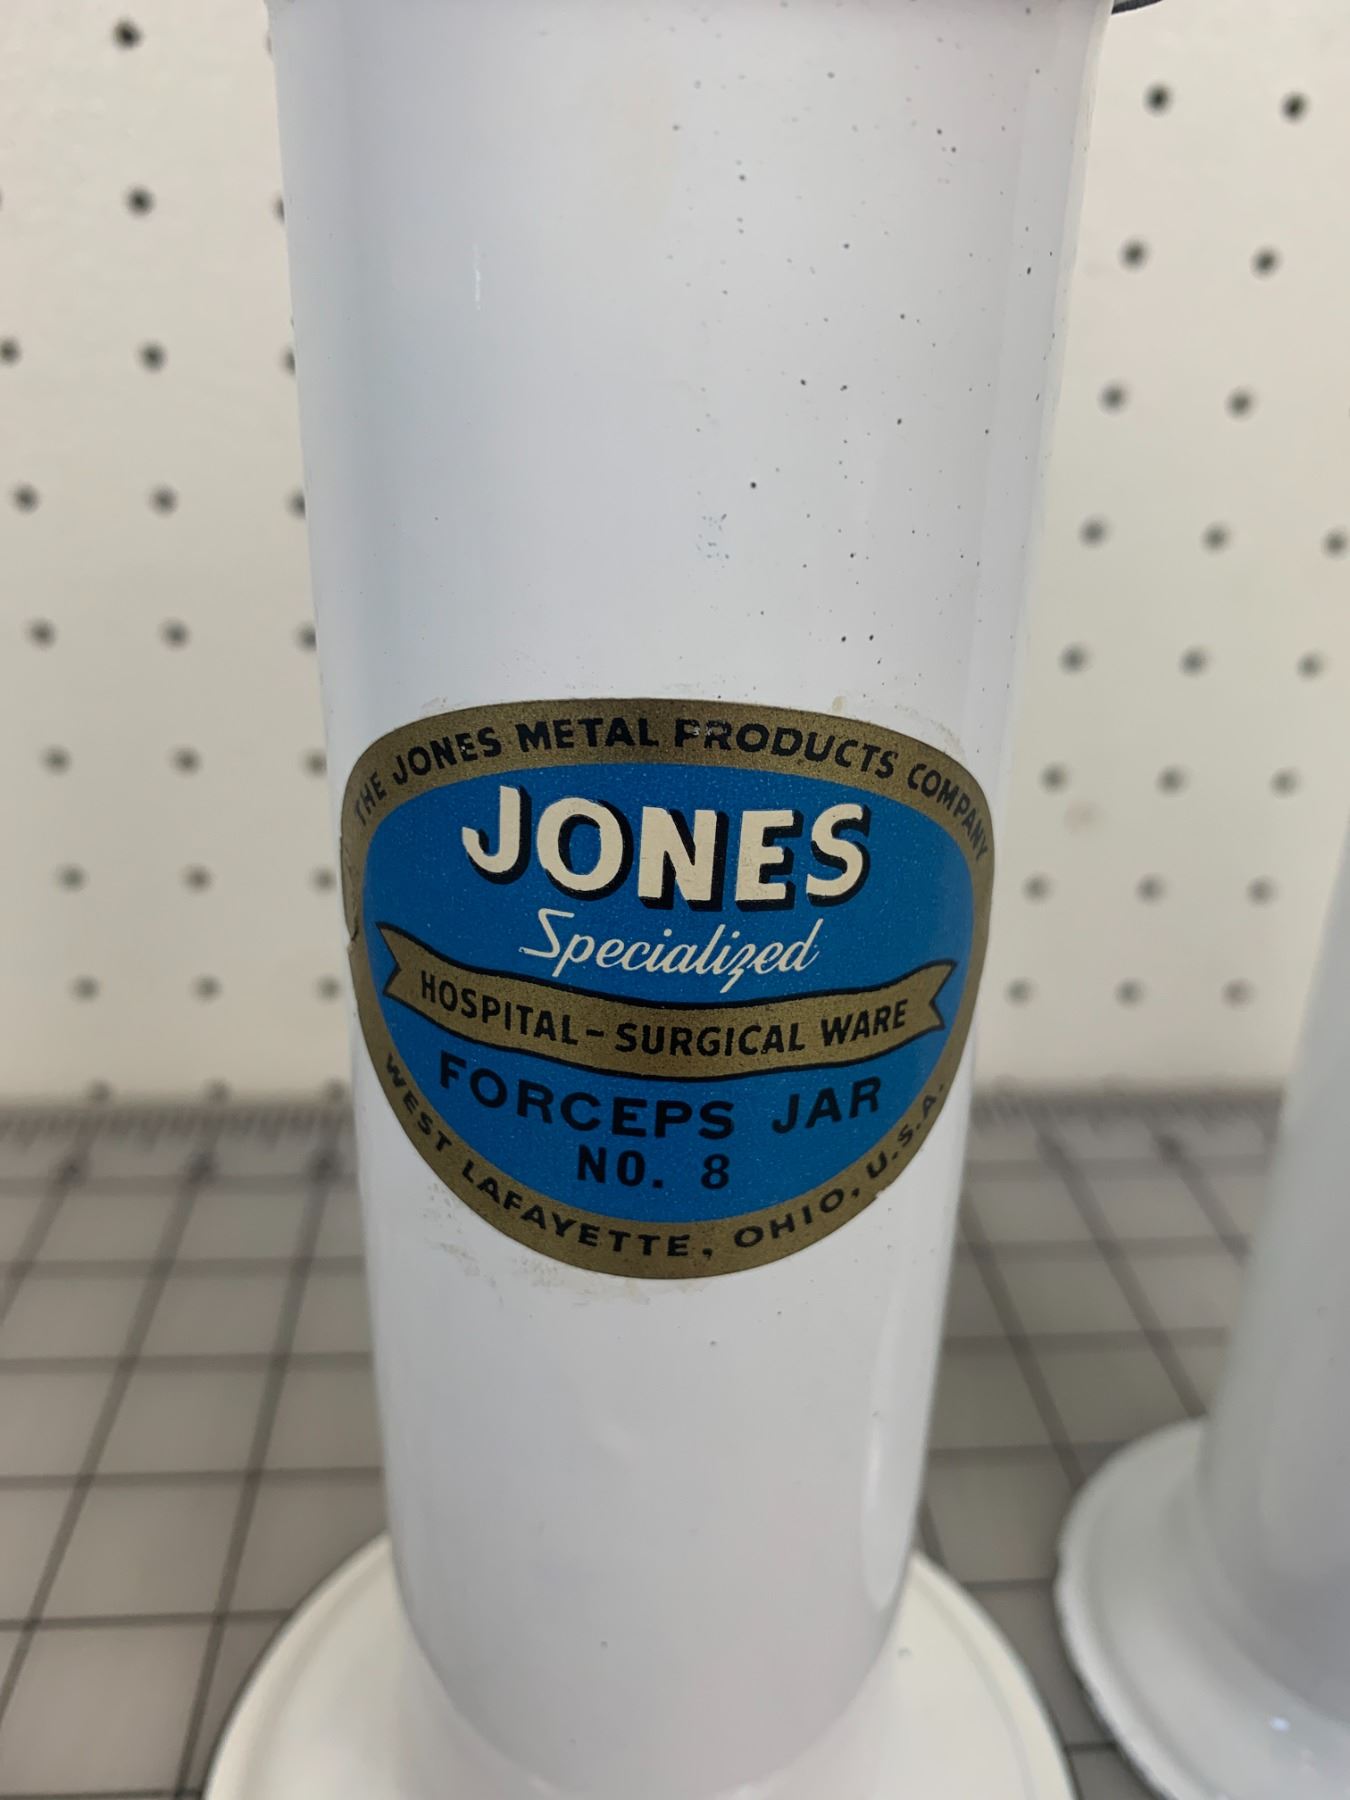 THE JONES METAL PRODUCTS COMPANY
JONES
Specialized
HOSPITAL - SURGICAL WARE
FORCEPS JAR
NO. 8
WEST LAFAYETTE, OHIO, U.S.A.